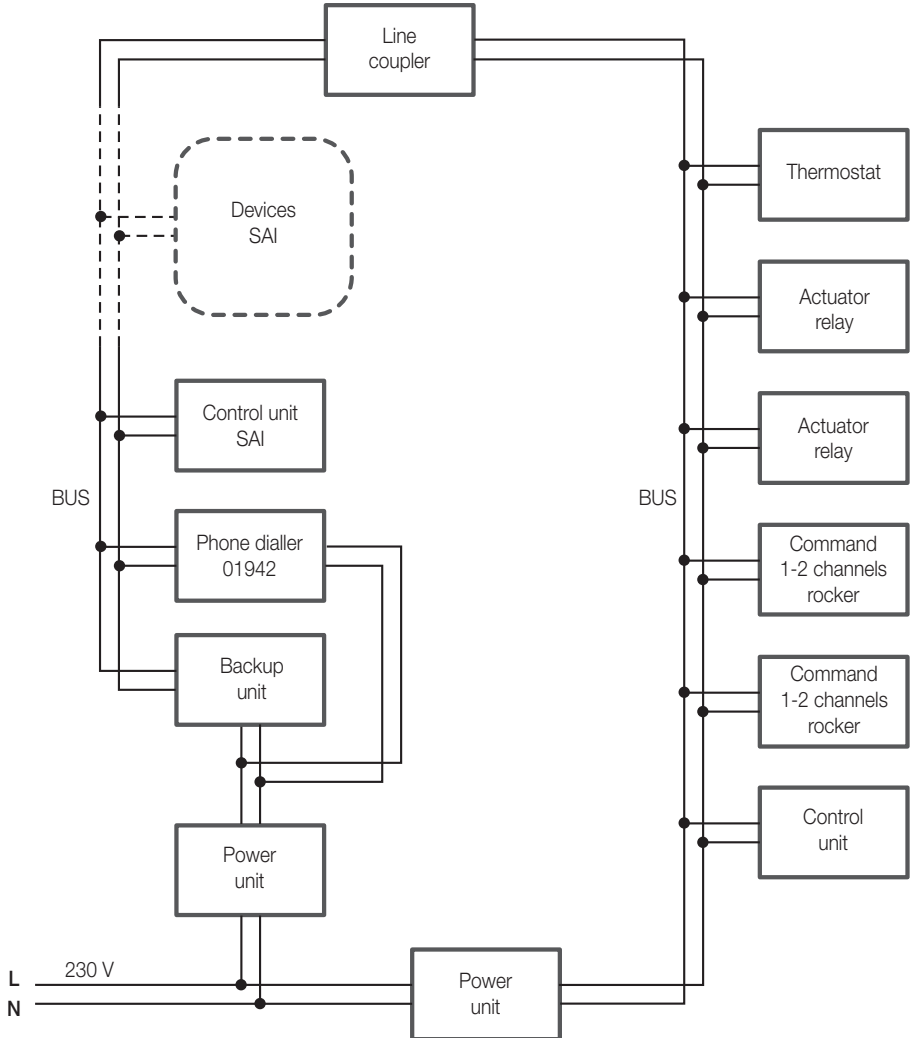 Line
coupler
Thermostat
Devices
SAI
Actuator
relay
Control unit
SAI
Actuator
relay
BUS
BUS
Phone dialler
01942
Command
1-2 channels
rocker
Backup
unit
Command
1-2 channels
rocker
Power
unit
Control
unit
L
230 V
N
Power
unit